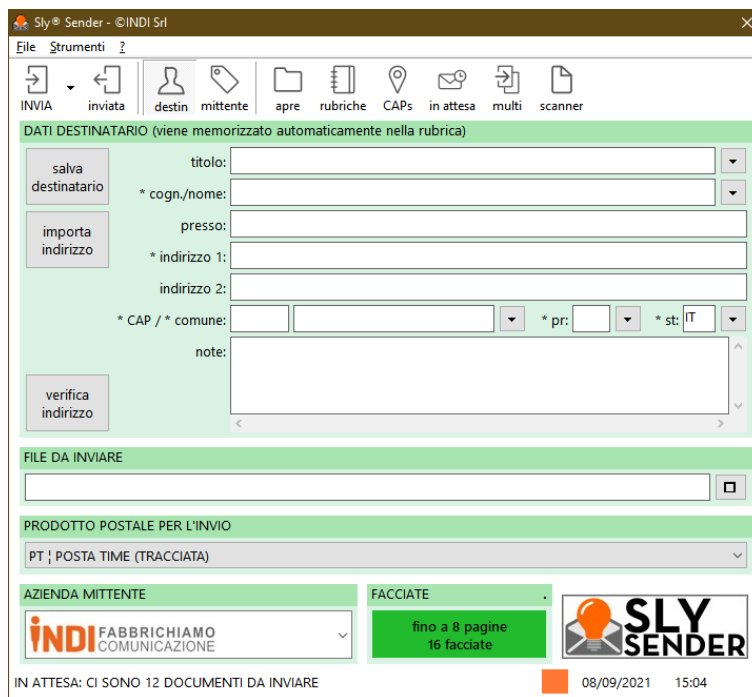 Sly® Sender - ©INDI Srl
File Strumenti ?
INVIA inviata destin mittente apre rubriche CAPs in attesa multi scanner
DATI DESTINATARIO (viene memorizzato automaticamente nella rubrica)
salva
destinatario
titolo:
* cogn./nome:
importa
indirizzo
presso:
* indirizzo 1:
indirizzo 2:
* CAP / * comune: * pr: * st: IT
note:
verifica
indirizzo
FILE DA INVIARE
PRODOTTO POSTALE PER L'INVIO
PT ¦ POSTA TIME (TRACCIATA)
AZIENDA MITTENTE
FACCIATE .
INDI FABBRICHIAMO
COMUNICAZIONE
fino a 8 pagine
16 facciate
SLY
SENDER
IN ATTESA: CI SONO 12 DOCUMENTI DA INVIARE 08/09/2021 15:04